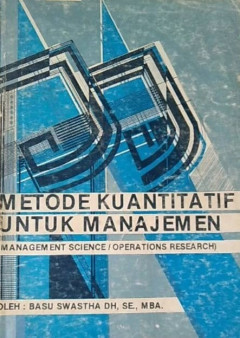 METODE KUANTITATIF
UNTUK MANAJEMEN
(MANAGEMENT SCIENCE / OPERATIONS RESEARCH)
OLEH : BASU SWASTHA DH, SE., MBA.